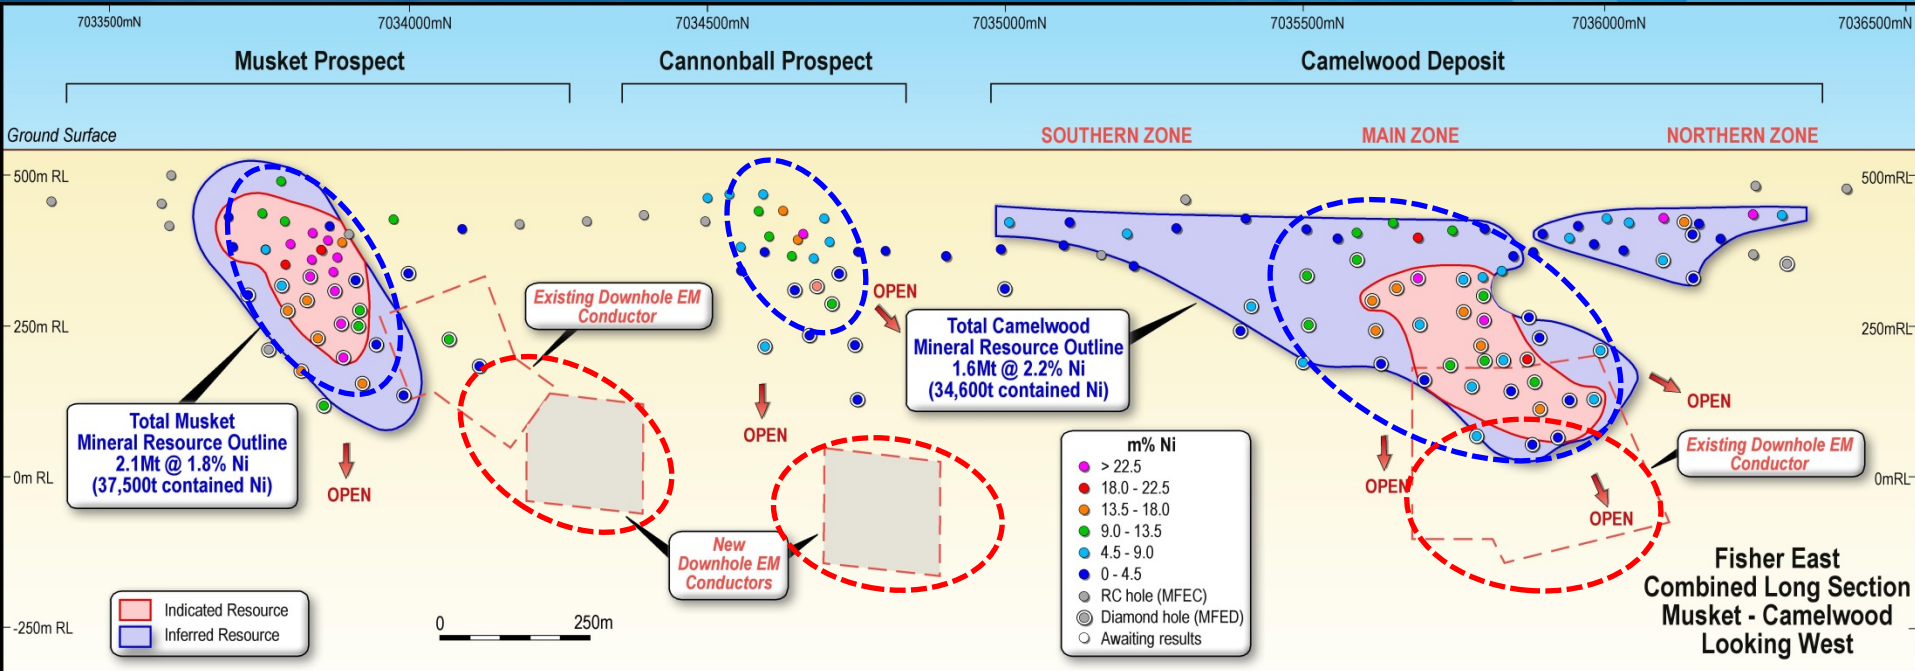 7033500mN
7034000mN
7034500mN
7035000mN
7035500mN
7036000mN
7036500mN
Musket Prospect
Cannonball Prospect
Camelwood Deposit
Ground Surface
SOUTHERN ZONE
MAIN ZONE
NORTHERN ZONE
500m RL
500mRL
Existing Downhole EM
Conductor
OPEN
250m RL
250mRL
Total Camelwood
Mineral Resource Outline
1.6Mt @ 2.2% Ni
(34,600t contained Ni)
OPEN
Total Musket
Mineral Resource Outline
2.1Mt @ 1.8% Ni
(37,500t contained Ni)
OPEN
Existing Downhole EM
Conductor
m% Ni
> 22.5
18.0 - 22.5
13.5 - 18.0
9.0 - 13.5
4.5 - 9.0
0 - 4.5
RC hole (MFEC)
Diamond hole (MFED)
Awaiting results
0m RL
0mRL
OPEN
OPEN
OPEN
New
Downhole EM
Conductors
Indicated Resource
Inferred Resource
0
250m
-250m RL
Fisher East
Combined Long Section
Musket - Camelwood
Looking West